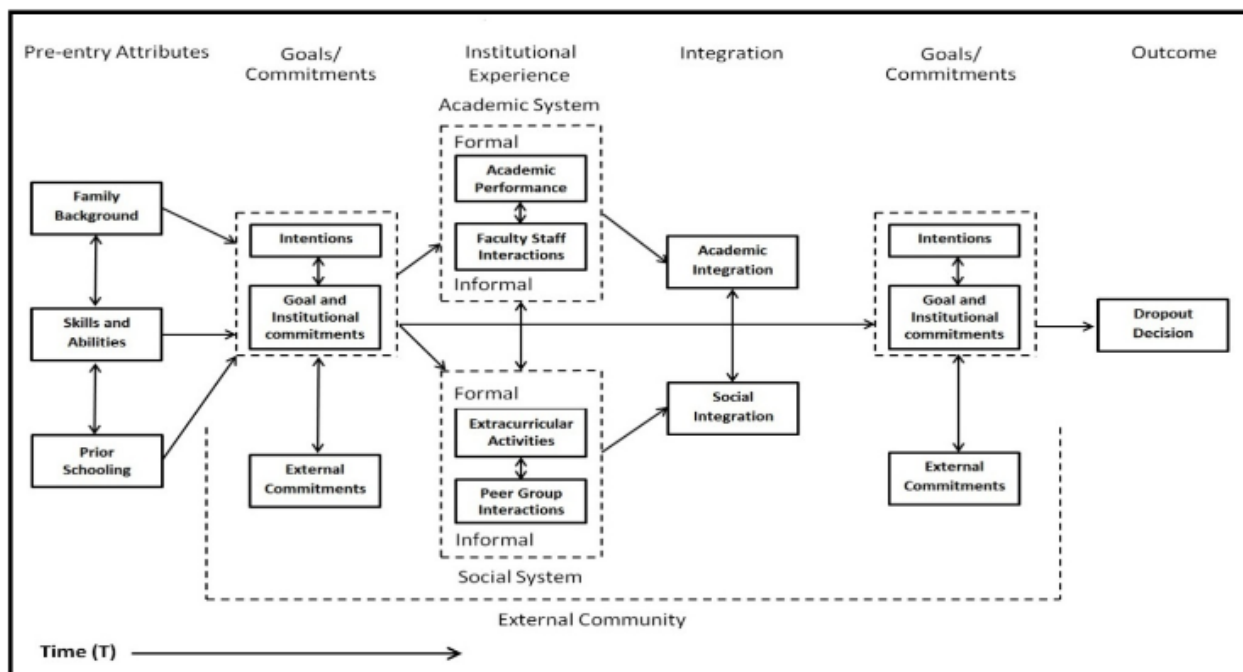 Pre-entry Attributes
Goals/
Commitments
Institutional
Experience
Integration
Goals/
Commitments
Outcome
Academic System
Formal
Academic
Performance
Faculty Staff
Interactions
Informal
Family
Background
Skills and
Abilities
Prior
Schooling
Intentions
Goal and
Institutional
commitments
External
Commitments
Formal
Extracurricular
Activities
Peer Group
Interactions
Informal
Social System
Academic
Integration
Social
Integration
Intentions
Goal and
Institutional
commitments
External
Commitments
Dropout
Decision
External Community
Time (T)